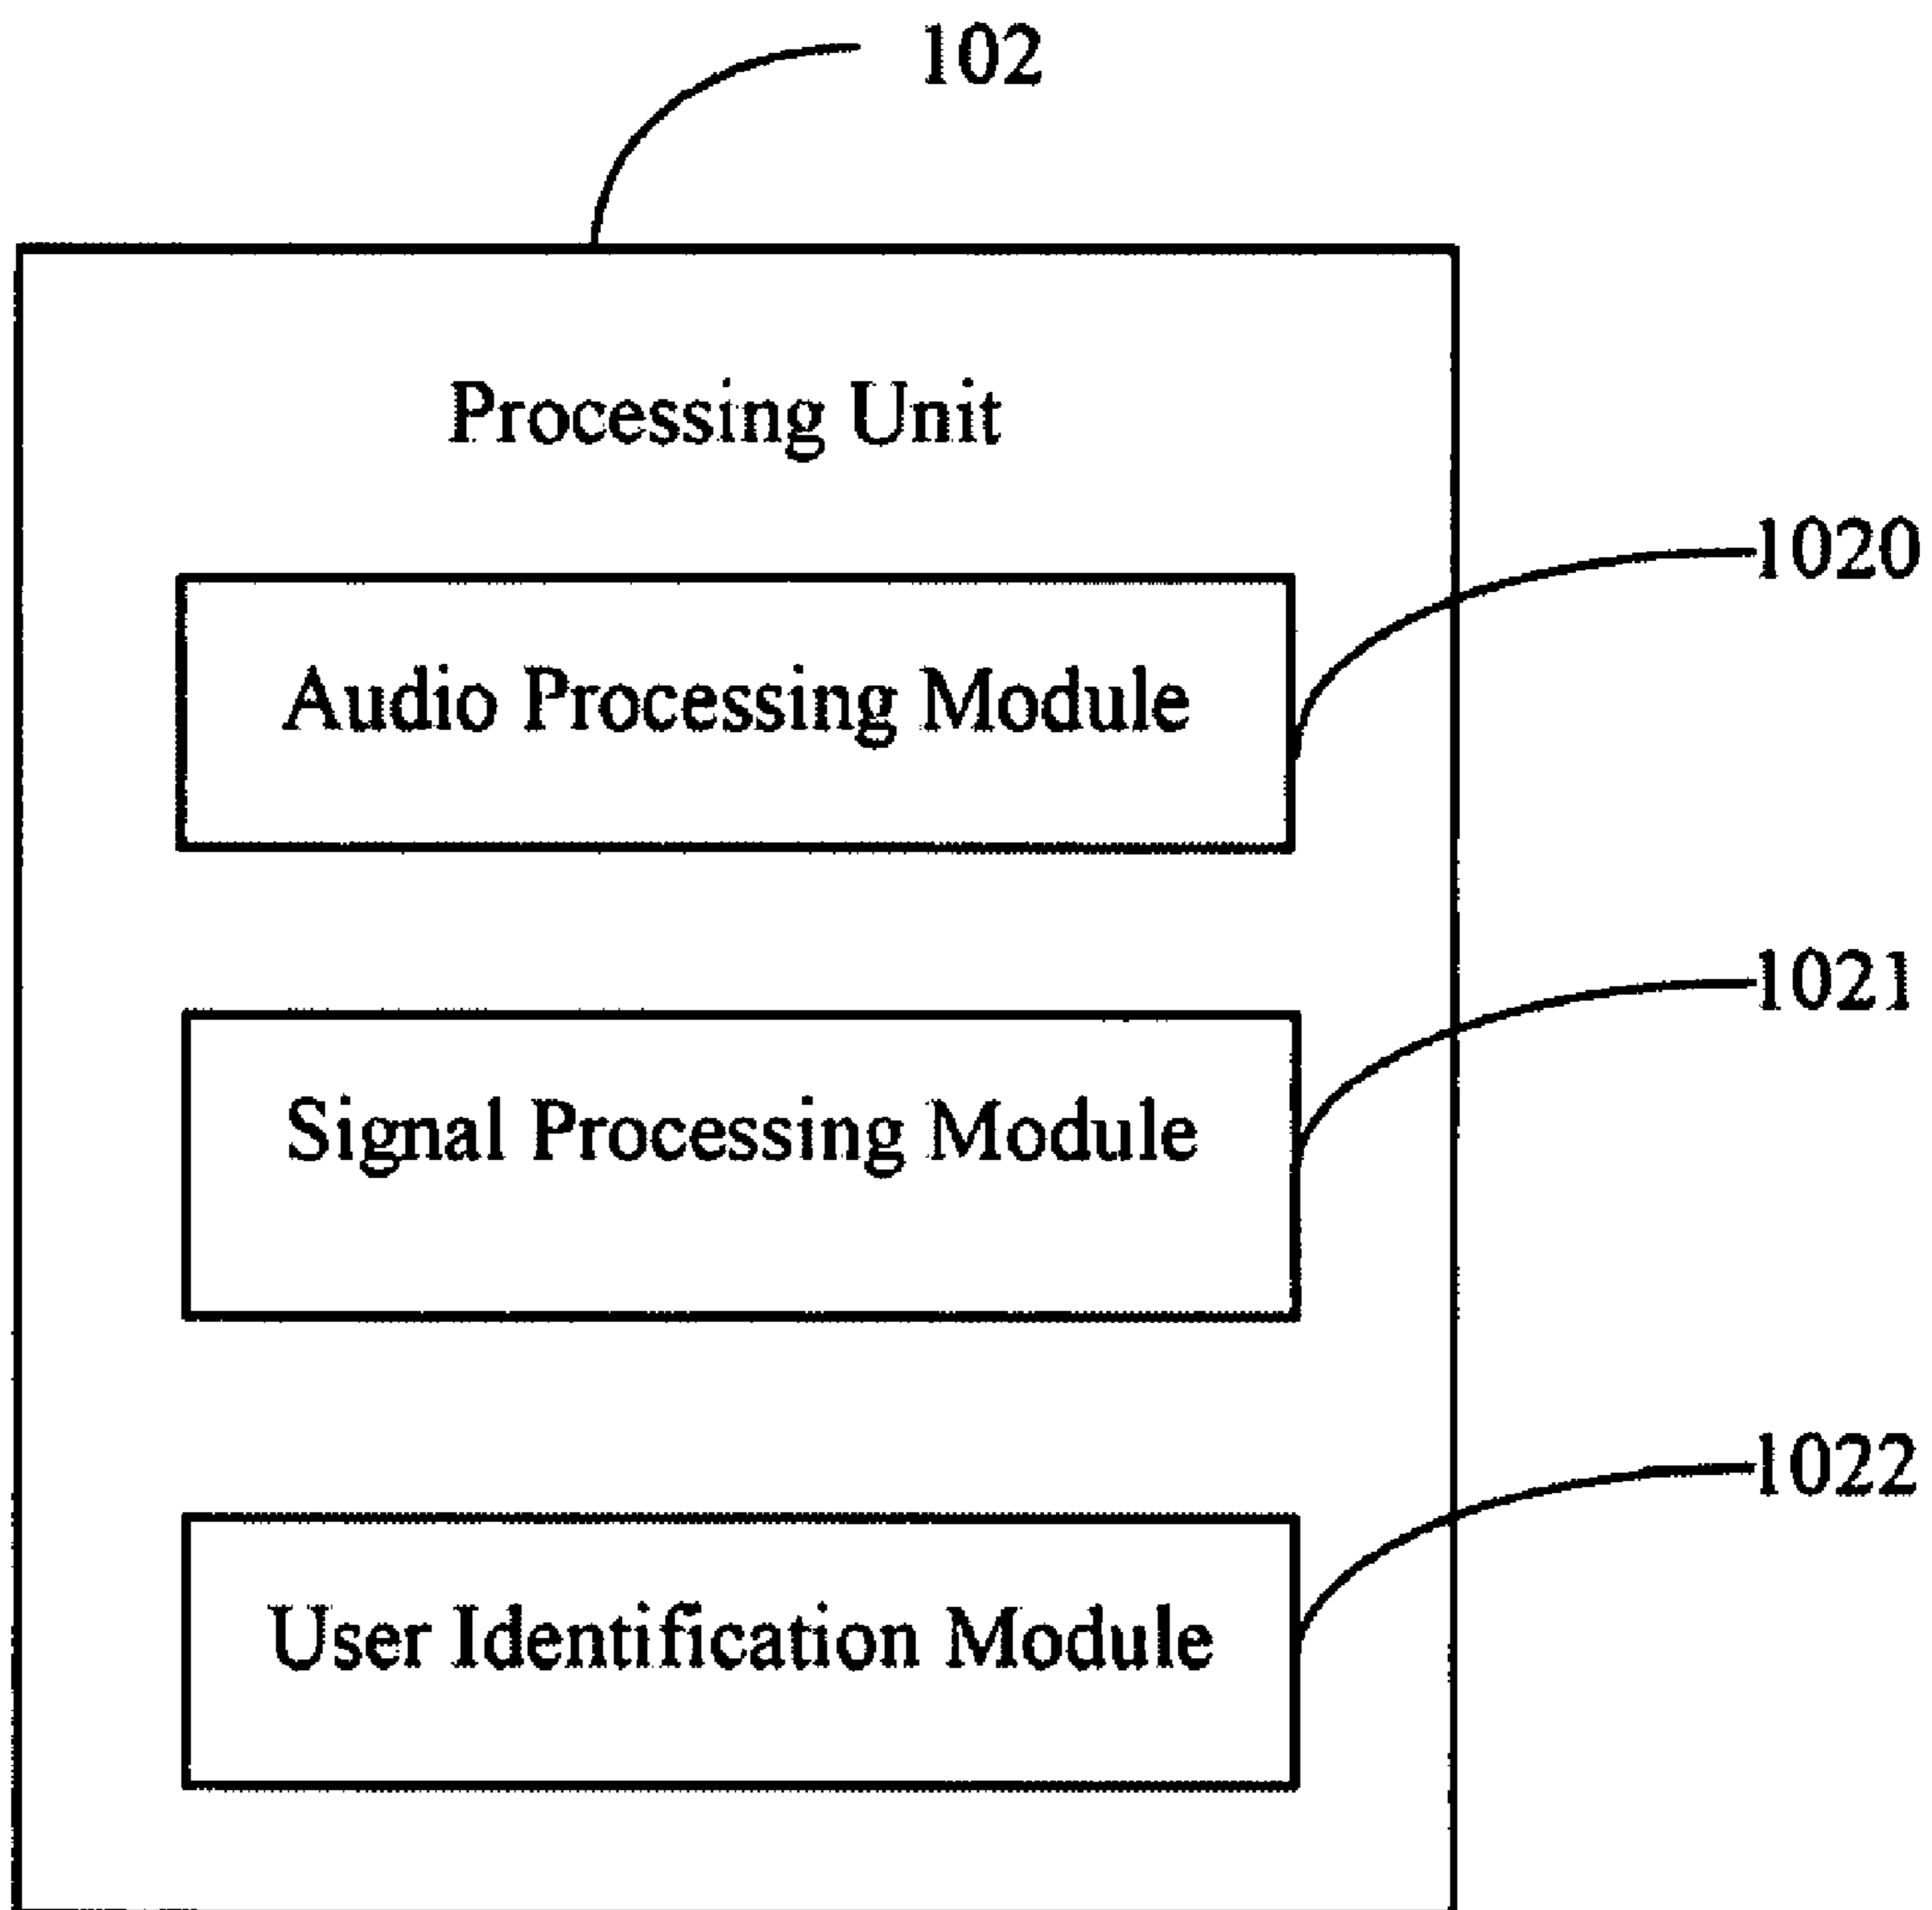 102
Processing Unit
1020
Audio Processing Module
1021
Signal Processing Module
1022
User Identification Module